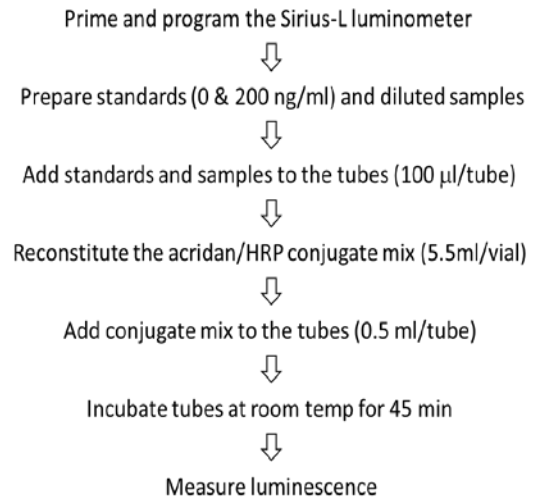 Prime and program the Sirius-L luminometer
Prepare standards (0 & 200 ng/ml) and diluted samples
Add standards and samples to the tubes (100 μl/tube)
Reconstitute the acridan/HRP conjugate mix (5.5ml/vial)
Add conjugate mix to the tubes (0.5 ml/tube)
Incubate tubes at room temp for 45 min
Measure luminescence